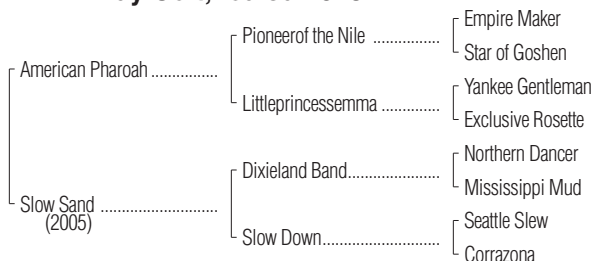 Empire Maker
Pioneerof the Nile ................
Star of Goshen
American Pharoah ...............
Yankee Gentleman
Littleprincessemma ..............
Exclusive Rosette
Northern Dancer
Dixieland Band......................
Mississippi Mud
Slow Sand ...........................
(2005)
Seattle Slew
Slow Down............................
Corrazona